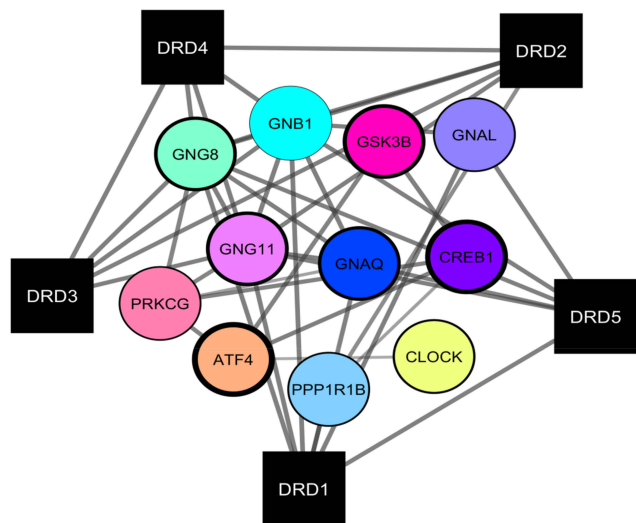 DRD4
DRD2
GNB1
GNAL
GSK3B
GNG8
GNG11
CREB1
GNAQ
DRD3
PRKCG
DRD5
ATF4
CLOCK
PPP1R1B
DRD1